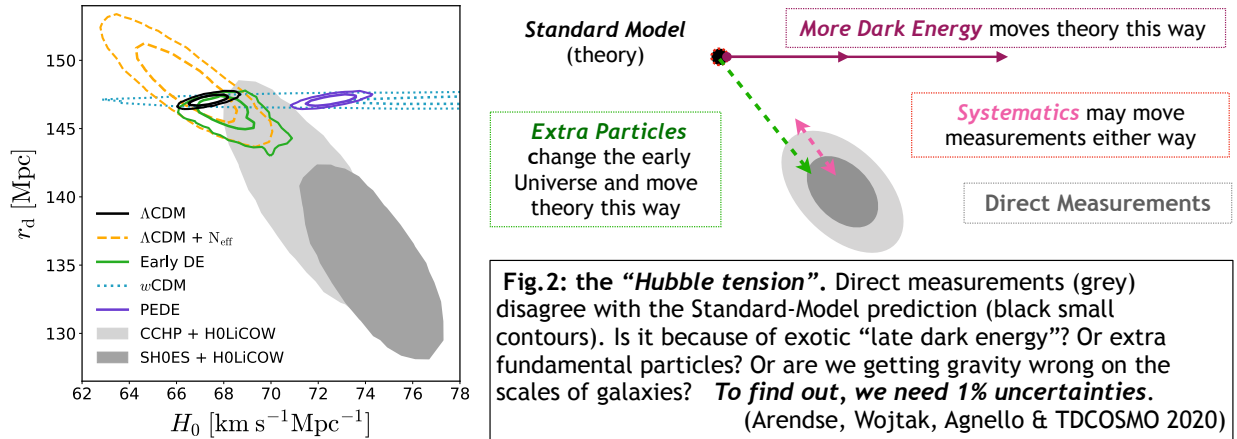 150
145
140
135
130
r_d [Mpc]
ΛCDM
ΛCDM + N_eff
Early DE
wCDM
PEDE
CCHP + H0LiCOW
SH0ES + H0LiCOW
62 64 66 68 70 72 74 76 78
H_0 [km s^−1 Mpc^−1]
Standard Model
(theory)
More Dark Energy moves theory this way
Extra Particles
change the early
Universe and move
theory this way
Systematics may move
measurements either way
Direct Measurements
Fig.2: the "Hubble tension". Direct measurements (grey)
disagree with the Standard-Model prediction (black small
contours). Is it because of exotic “late dark energy”? Or extra
fundamental particles? Or are we getting gravity wrong on the
scales of galaxies? To find out, we need 1% uncertainties.
(Arendse, Wojtak, Agnello & TDCOSMO 2020)